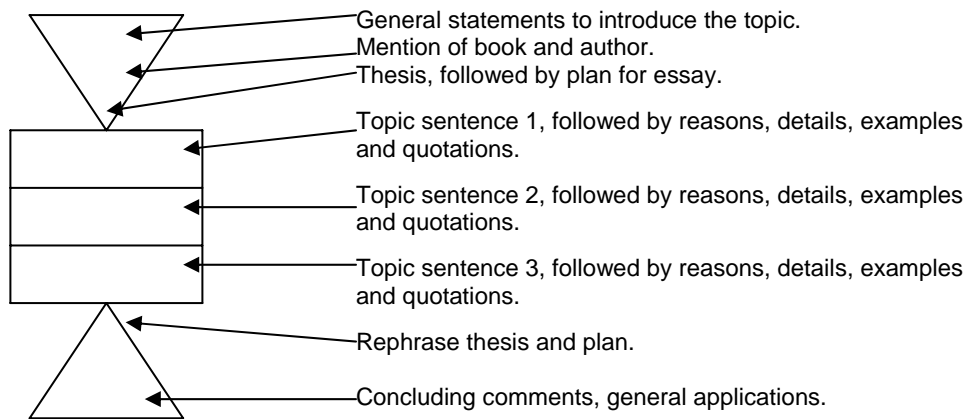 General statements to introduce the topic.
Mention of book and author.
Thesis, followed by plan for essay.
Topic sentence 1, followed by reasons, details, examples
and quotations.
Topic sentence 2, followed by reasons, details, examples
and quotations.
Topic sentence 3, followed by reasons, details, examples
and quotations.
Rephrase thesis and plan.
Concluding comments, general applications.